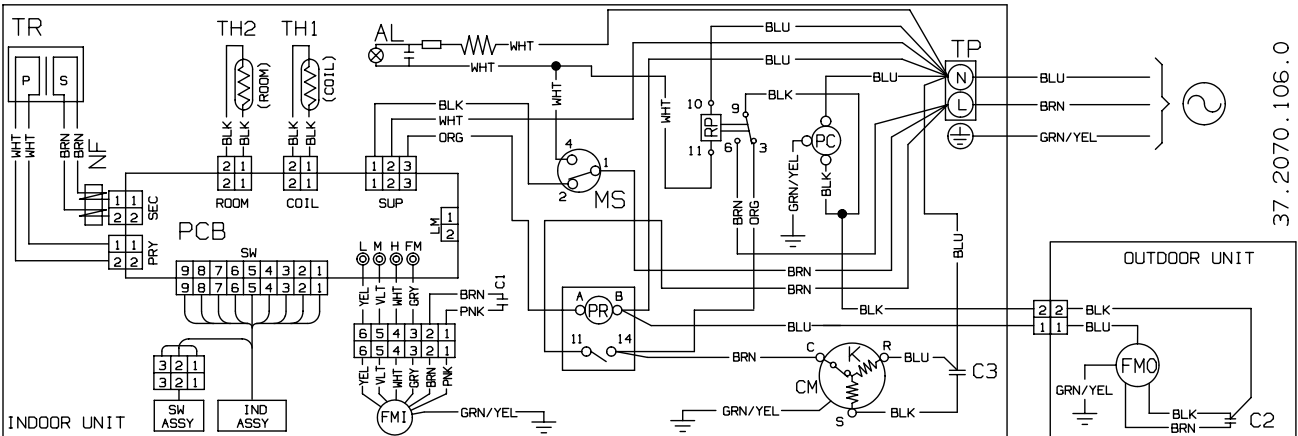 TR
P S
TH2
(ROOM)
TH1
(COIL)
AL
WHT
WHT
WHT
WHT
BLU
BLU
BLU
BLK
TP
N
L
BLU
BRN
GRN/YEL
37.2070.106.0
WHT
WHT
BRN
BRN
NF
BLK
BLK
BLK
BLK
BLK
WHT
ORG
10
RP
11
9
6
3
PC
GRN/YEL
BLK
BRN
ORG
BLU
2 1
2 1
ROOM
2 1
2 1
COIL
1 2 3
1 2 3
SUP
4
1
2
MS
1 1
2 2
SEC
1 1
2 2
PRY
PCB
LM
1
2
SW
9 8 7 6 5 4 3 2 1
9 8 7 6 5 4 3 2 1
L M H FM
YEL
VLT
WHT
GRY
BRN
PNK
C1
6 5 4 3 2 1
6 5 4 3 2 1
YEL
VLT
WHT
GRY
BRN
PNK
FMI
GRN/YEL
3 2 1
3 2 1
SW
ASSY
IND
ASSY
INDOOR UNIT
A
PR
B
11
14
BRN
BRN
BLK
BLU
BRN
C
K
R
BLU
CM
S
BLK
GRN/YEL
C3
OUTDOOR UNIT
2 2
1 1
BLK
BLU
FMO
GRN/YEL
BLK
BRN
C2